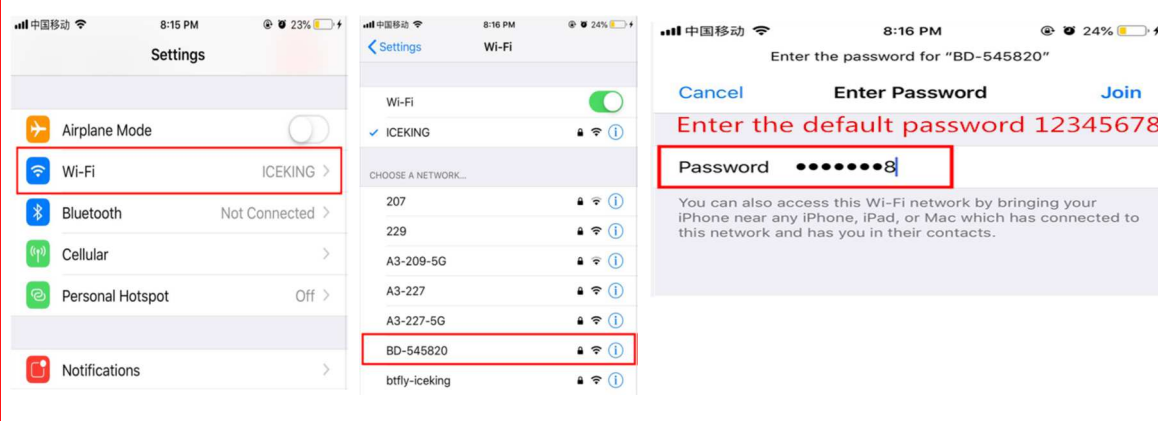 中国移动 8:15 PM 23%
Settings
Airplane Mode
Wi-Fi ICEKING
Bluetooth Not Connected
Cellular
Personal Hotspot Off
Notifications
中国移动 8:16 PM 24%
Settings Wi-Fi
Wi-Fi
ICEKING
CHOOSE A NETWORK...
207
229
A3-209-5G
A3-227
A3-227-5G
BD-545820
btfly-iceking
中国移动 8:16 PM 24%
Enter the password for “BD-545820”
Cancel Enter Password Join
Enter the default password 12345678
Password ●●●●●●●8
You can also access this Wi-Fi network by bringing your
iPhone near any iPhone, iPad, or Mac which has connected to
this network and has you in their contacts.